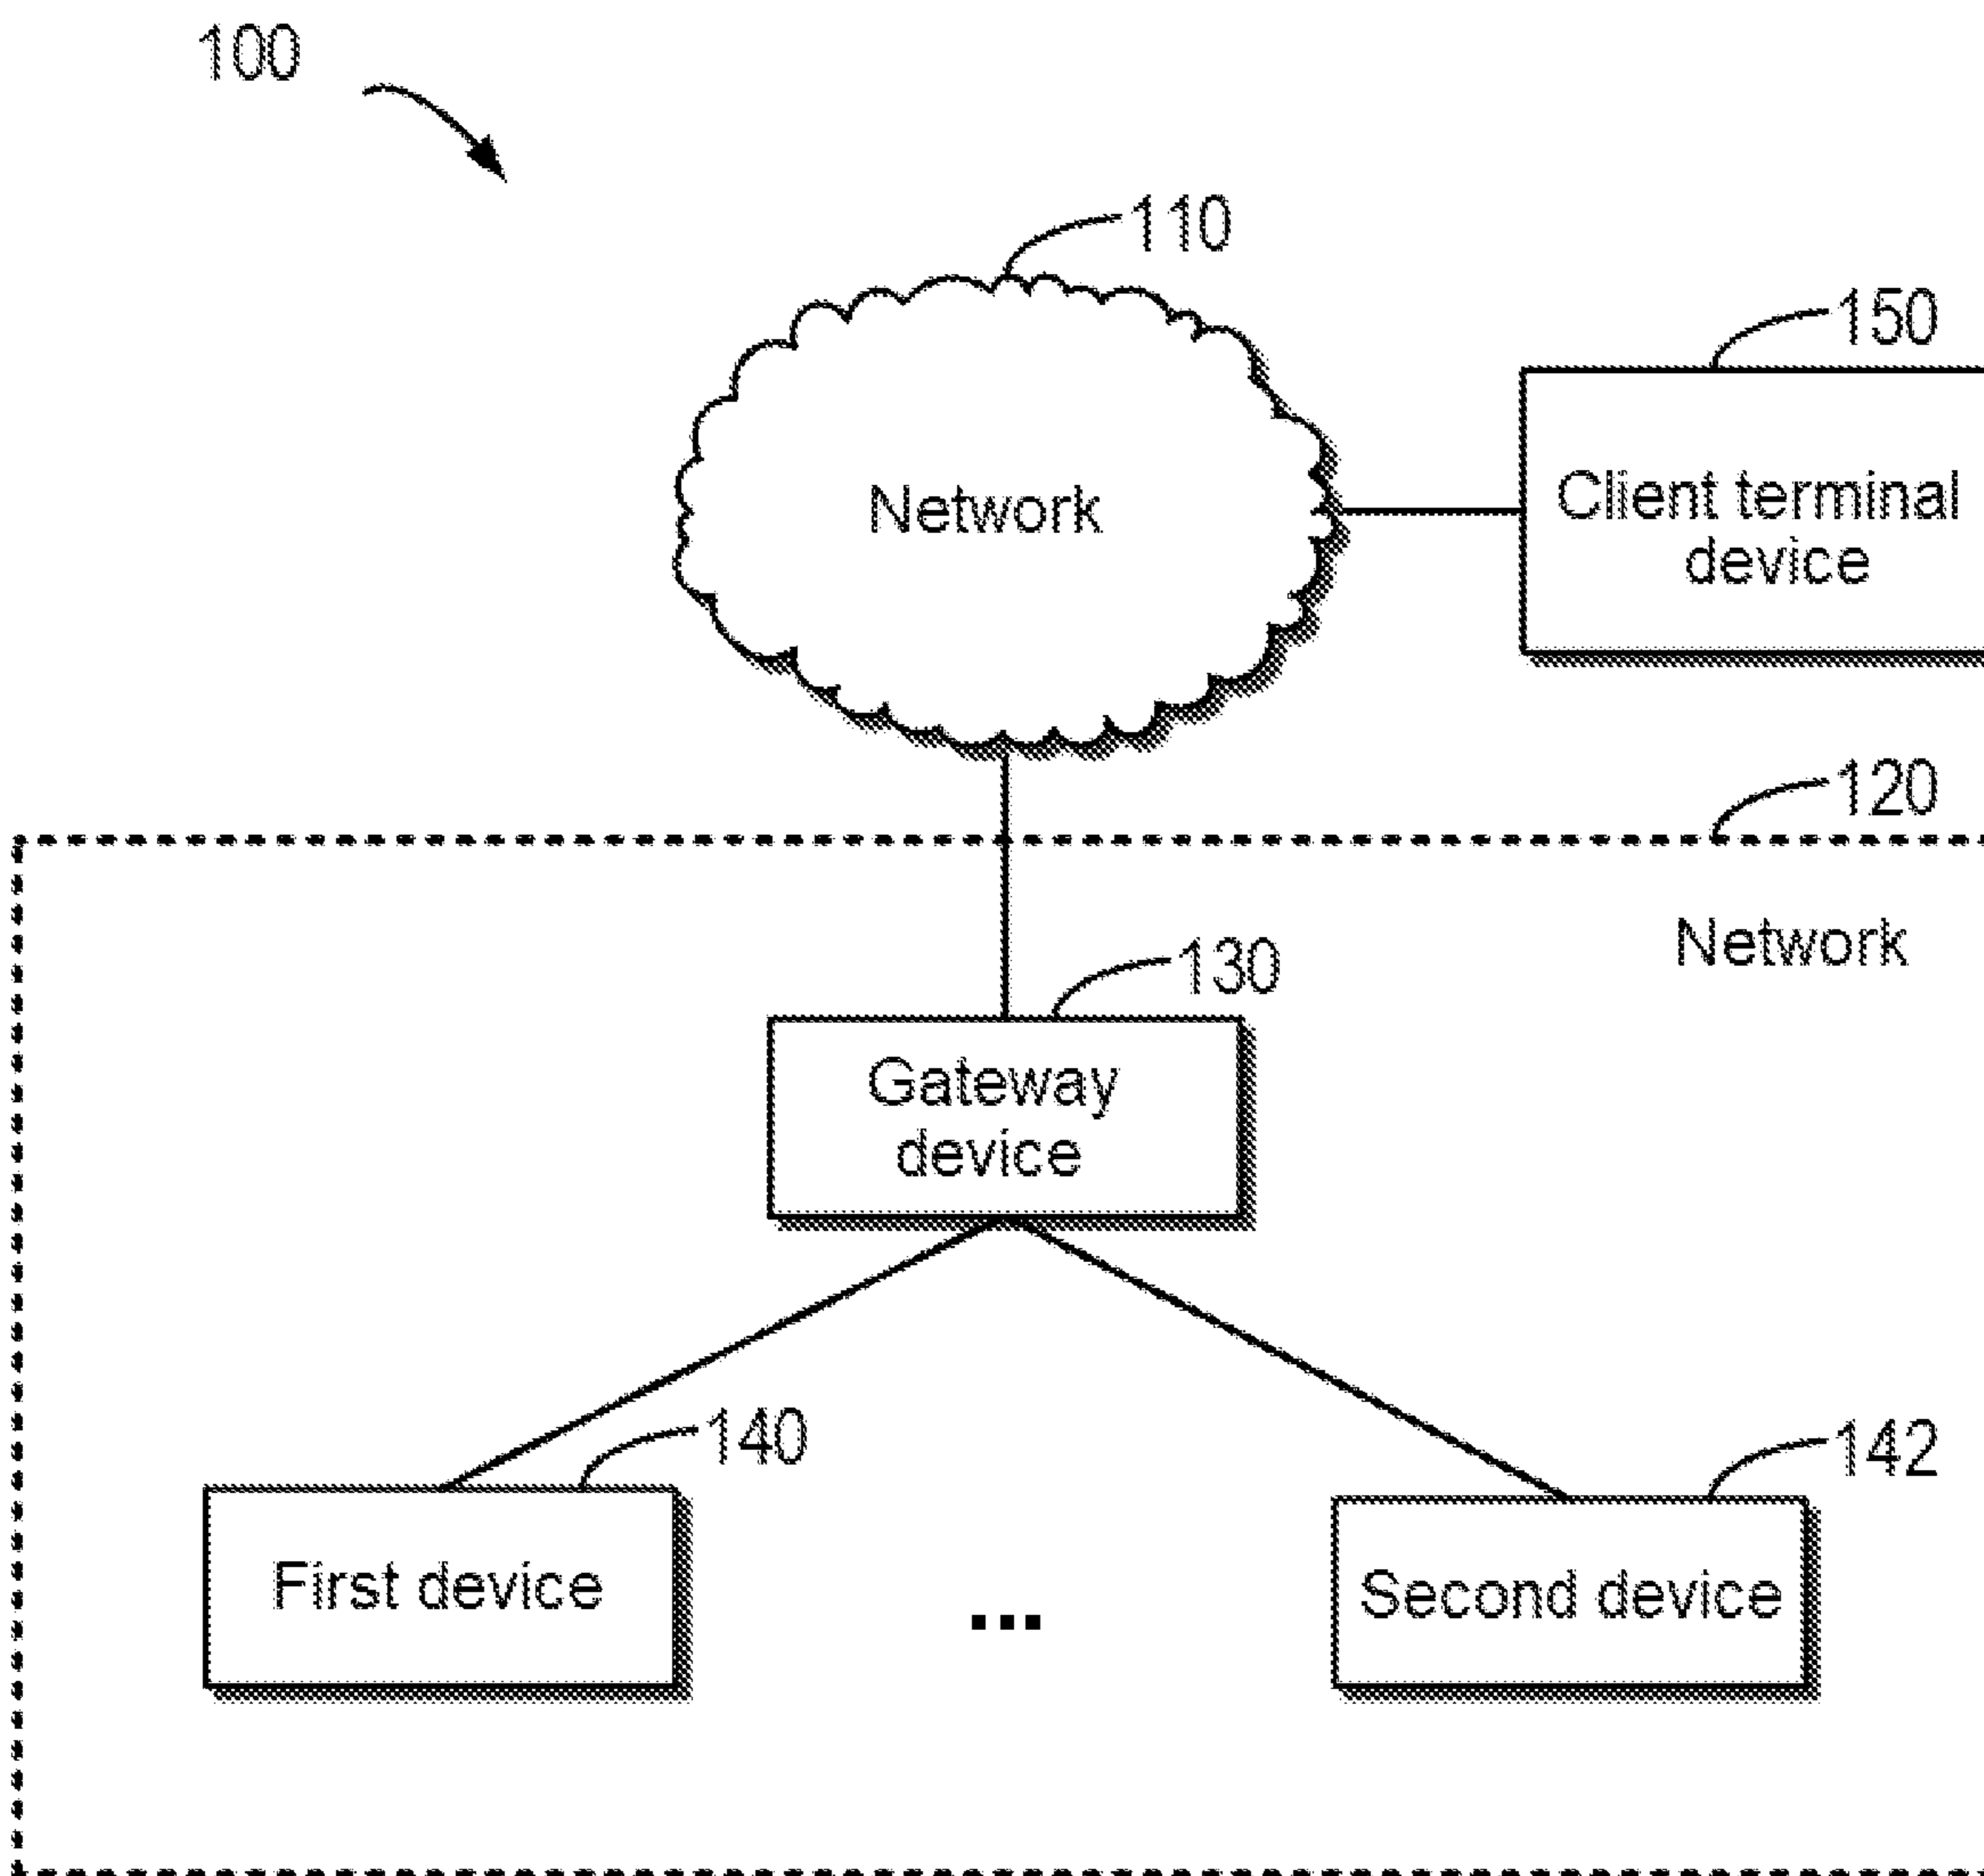 100
110
150
Network
Client terminal
device
120
Network
130
Gateway
device
140
142
First device
...
Second device